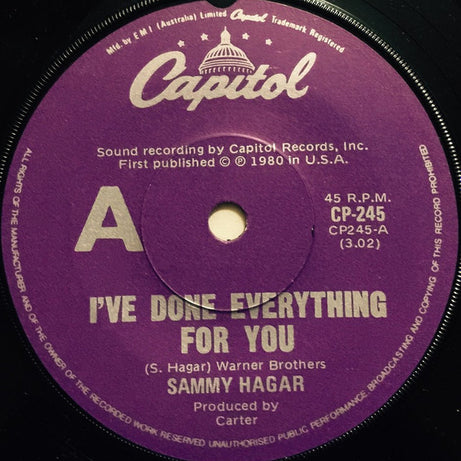 Mfd. by E M I (Australia) Limited Capitol Trademark Registered
Capitol
Sound recording by Capitol Records, Inc.
First published © ℗ 1980 in U.S.A.
A
45 R.P.M.
CP-245
CP245-A
(3.02)
I'VE DONE EVERYTHING
FOR YOU
(S. Hagar) Warner Brothers
SAMMY HAGAR
Produced by
Carter
ALL RIGHTS OF THE MANUFACTURER AND OF THE OWNER OF THE RECORDED WORK RESERVED. UNAUTHORISED PUBLIC PERFORMANCE, BROADCASTING AND COPYING OF THIS RECORD PROHIBITED